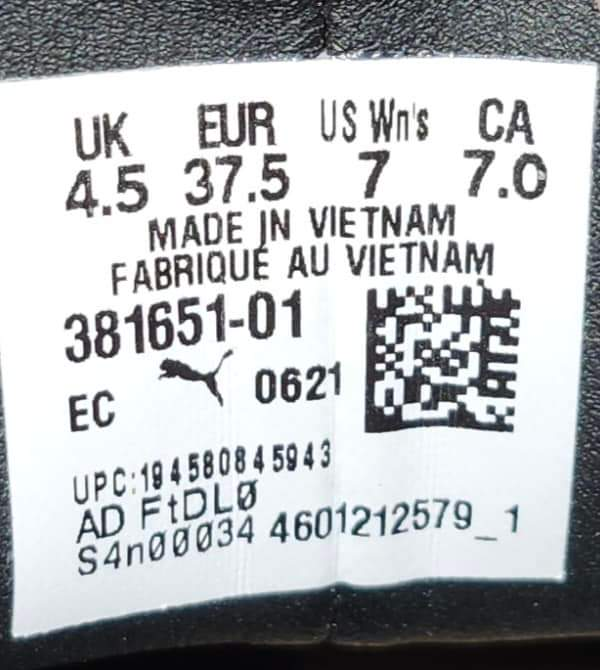 UK EUR US Wn's CA
4.5 37.5 7 7.0
MADE IN VIETNAM
FABRIQUÉ AU VIETNAM
381651-01
EC 0621
UPC:194580845943
AD FtDLØ
S4nØØØ34 4601212579_1